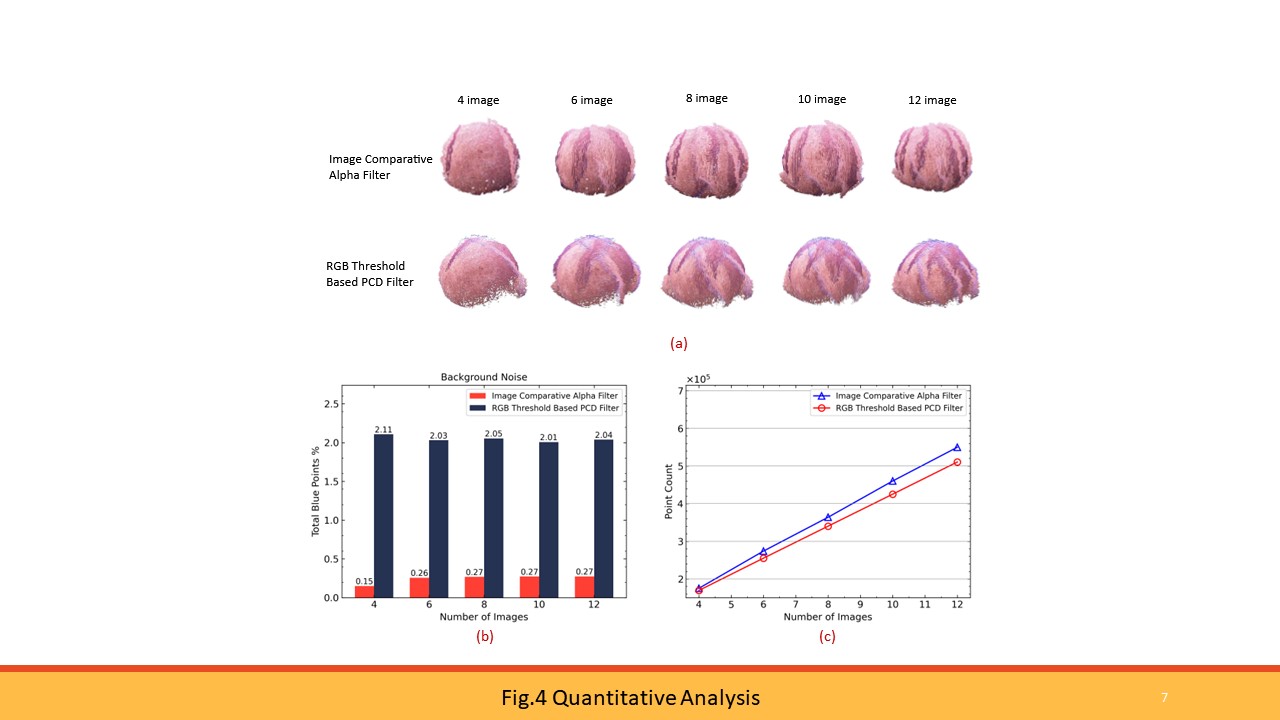 4 image
6 image
8 image
10 image
12 image
Image Comparative
Alpha Filter
RGB Threshold
Based PCD Filter
(a)
Background Noise
Image Comparative Alpha Filter
RGB Threshold Based PCD Filter
Total Blue Points %
2.5
2.0
1.5
1.0
0.5
0.0
2.11
2.03
2.05
2.01
2.04
0.15
0.26
0.27
0.27
0.27
4
6
8
10
12
Number of Images
(b)
×10⁵
Image Comparative Alpha Filter
RGB Threshold Based PCD Filter
Point Count
7
6
5
4
3
2
4
5
6
7
8
9
10
11
12
Number of Images
(c)
Fig.4 Quantitative Analysis
7